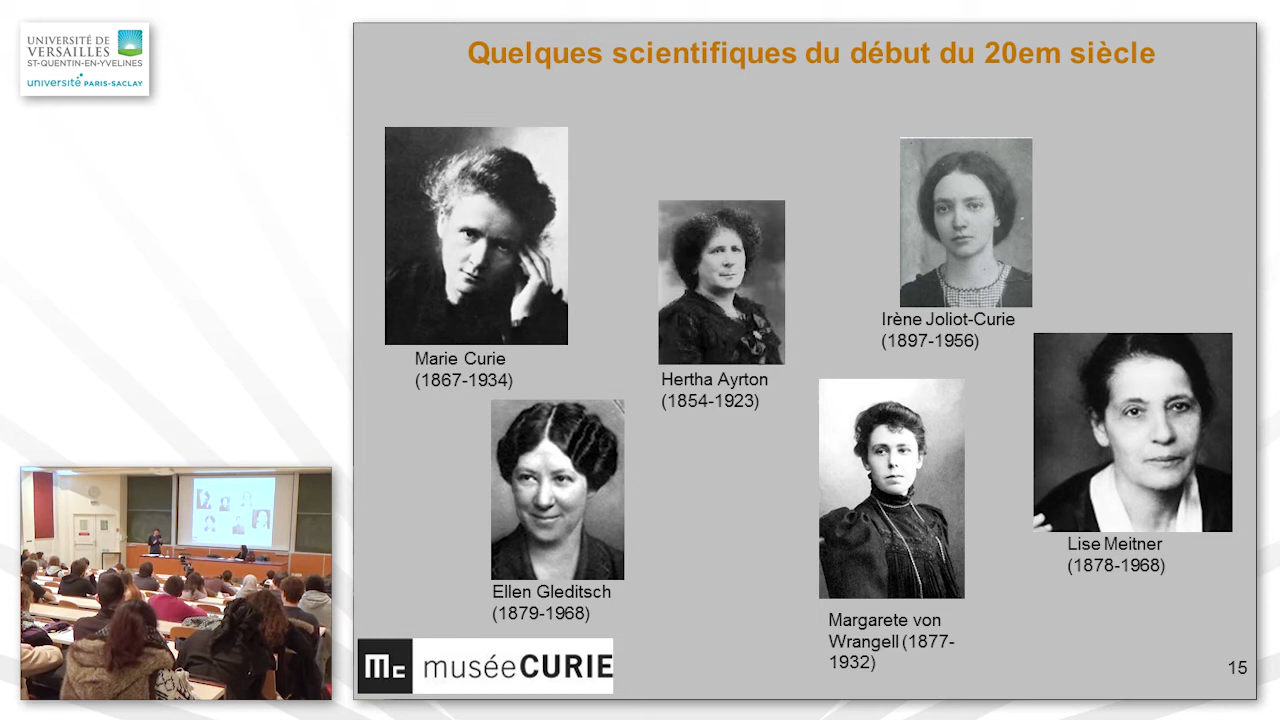 UNIVERSITÉ DE
VERSAILLES
ST-QUENTIN-EN-YVELINES
université PARIS-SACLAY
Quelques scientifiques du début du 20em siècle
Marie Curie
(1867-1934)
Hertha Ayrton
(1854-1923)
Irène Joliot-Curie
(1897-1956)
Ellen Gleditsch
(1879-1968)
Margarete von
Wrangell (1877-
1932)
Lise Meitner
(1878-1968)
Mc muséeCURIE
15